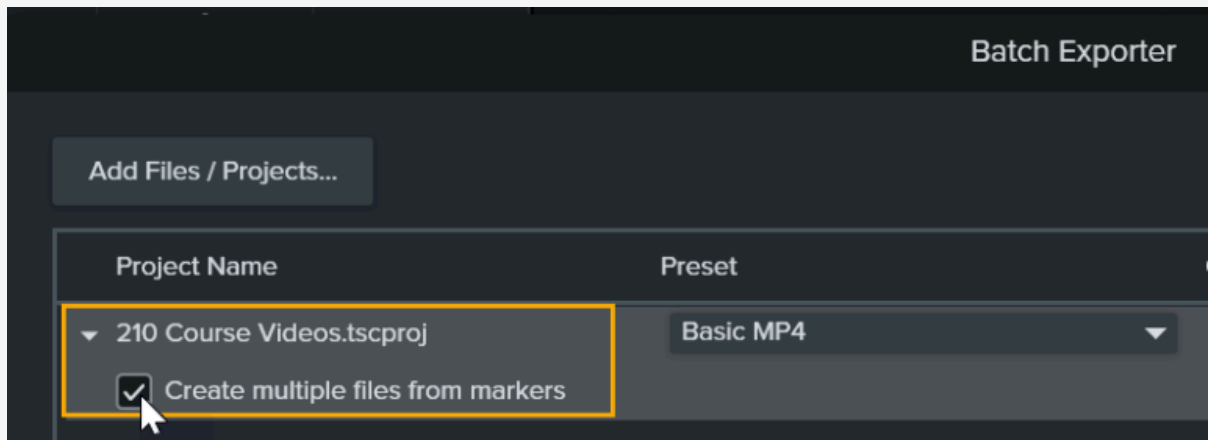 Batch Exporter
Add Files / Projects...
Project Name Preset
210 Course Videos.tscproj Basic MP4
Create multiple files from markers